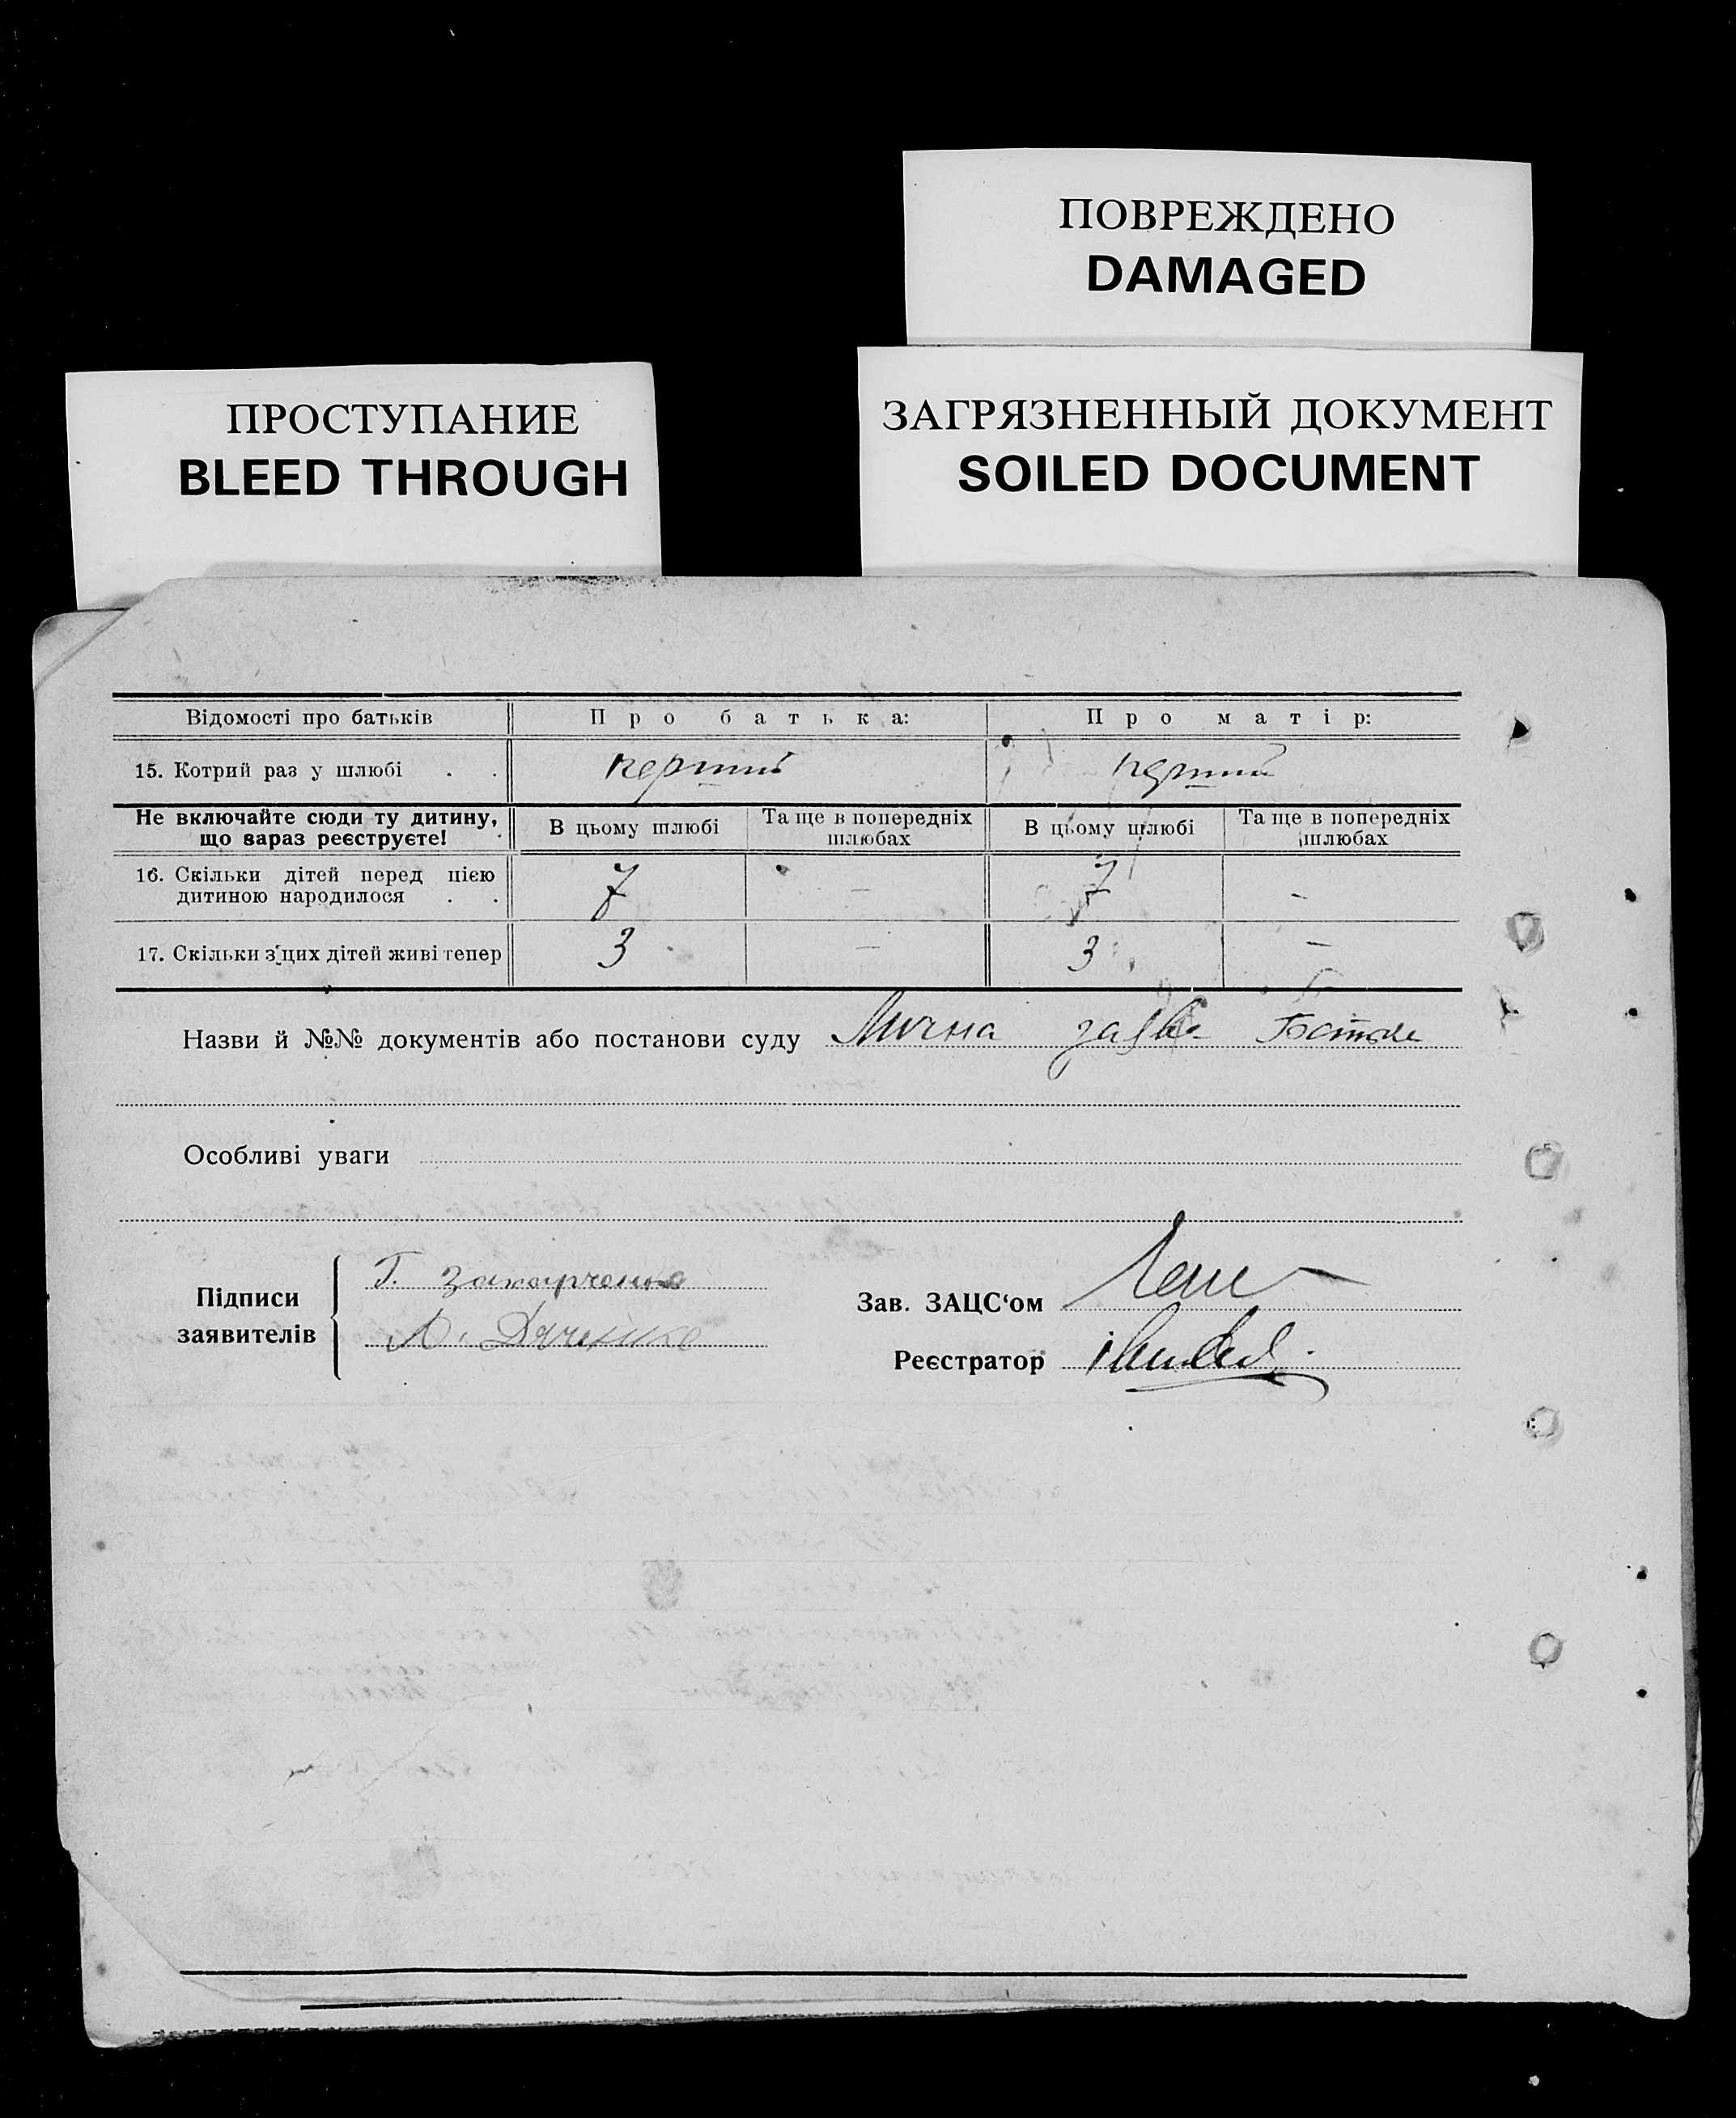 ПОВРЕЖДЕНО
DAMAGED
ПРОСТУПАНИЕ
BLEED THROUGH
ЗАГРЯЗНЕННЫЙ ДОКУМЕНТ
SOILED DOCUMENT
Відомості про батьків Про батька: Про матір:
15. Котрий раз у шлюбі . . перший перший
Не включайте сюди ту дитину, що зараз реєструєте! В цьому шлюбі Та ще в попередніх шлюбах В цьому шлюбі Та ще в попередніх шлюбах
16. Скільки дітей перед цією дитиною народилося . . 7 — 7 —
17. Скільки з цих дітей живі тепер 3 — 3 —
Назви й №№ документів або постанови суду Лична
Особливі уваги
Підписи заявителів
Г. Захарченко
Л. Дяченко
Зав. ЗАЦС‘ом
Реєстратор